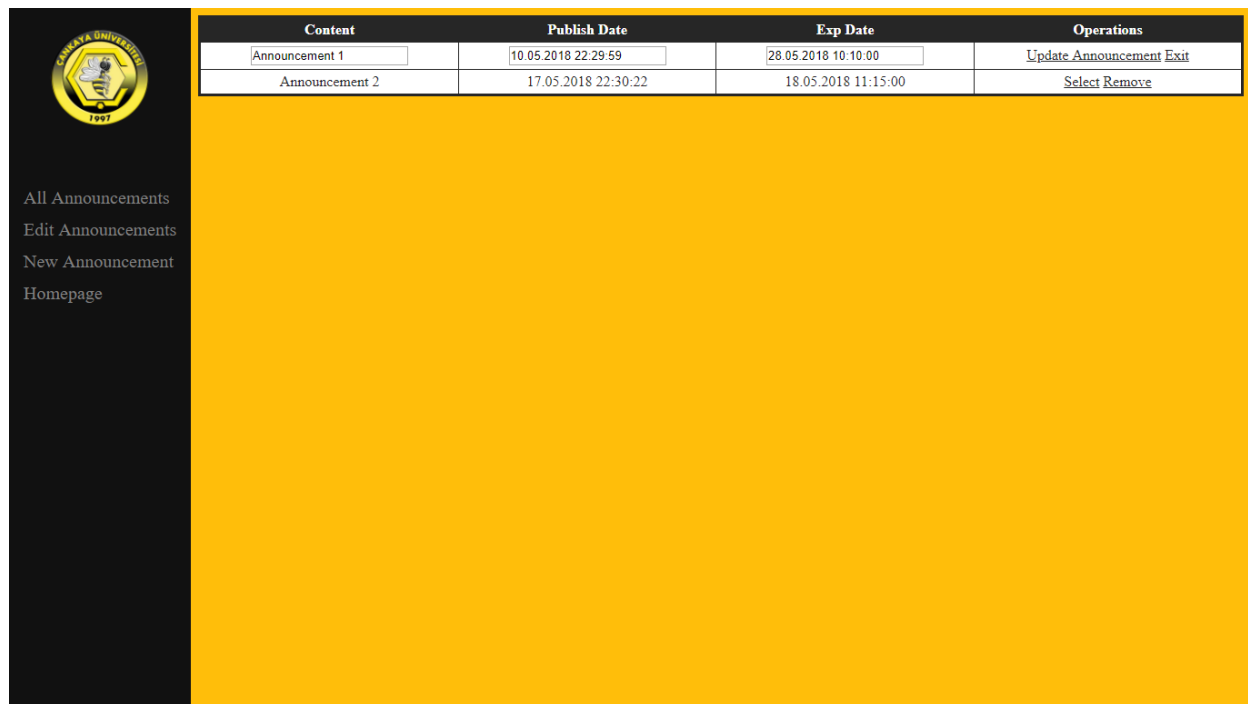 ÇANKAYA ÜNİVERSİTESİ
1997
All Announcements
Edit Announcements
New Announcement
Homepage
Content Publish Date Exp Date Operations
Announcement 1 10.05.2018 22:29:59 28.05.2018 10:10:00 Update Announcement Exit
Announcement 2 17.05.2018 22:30:22 18.05.2018 11:15:00 Select Remove